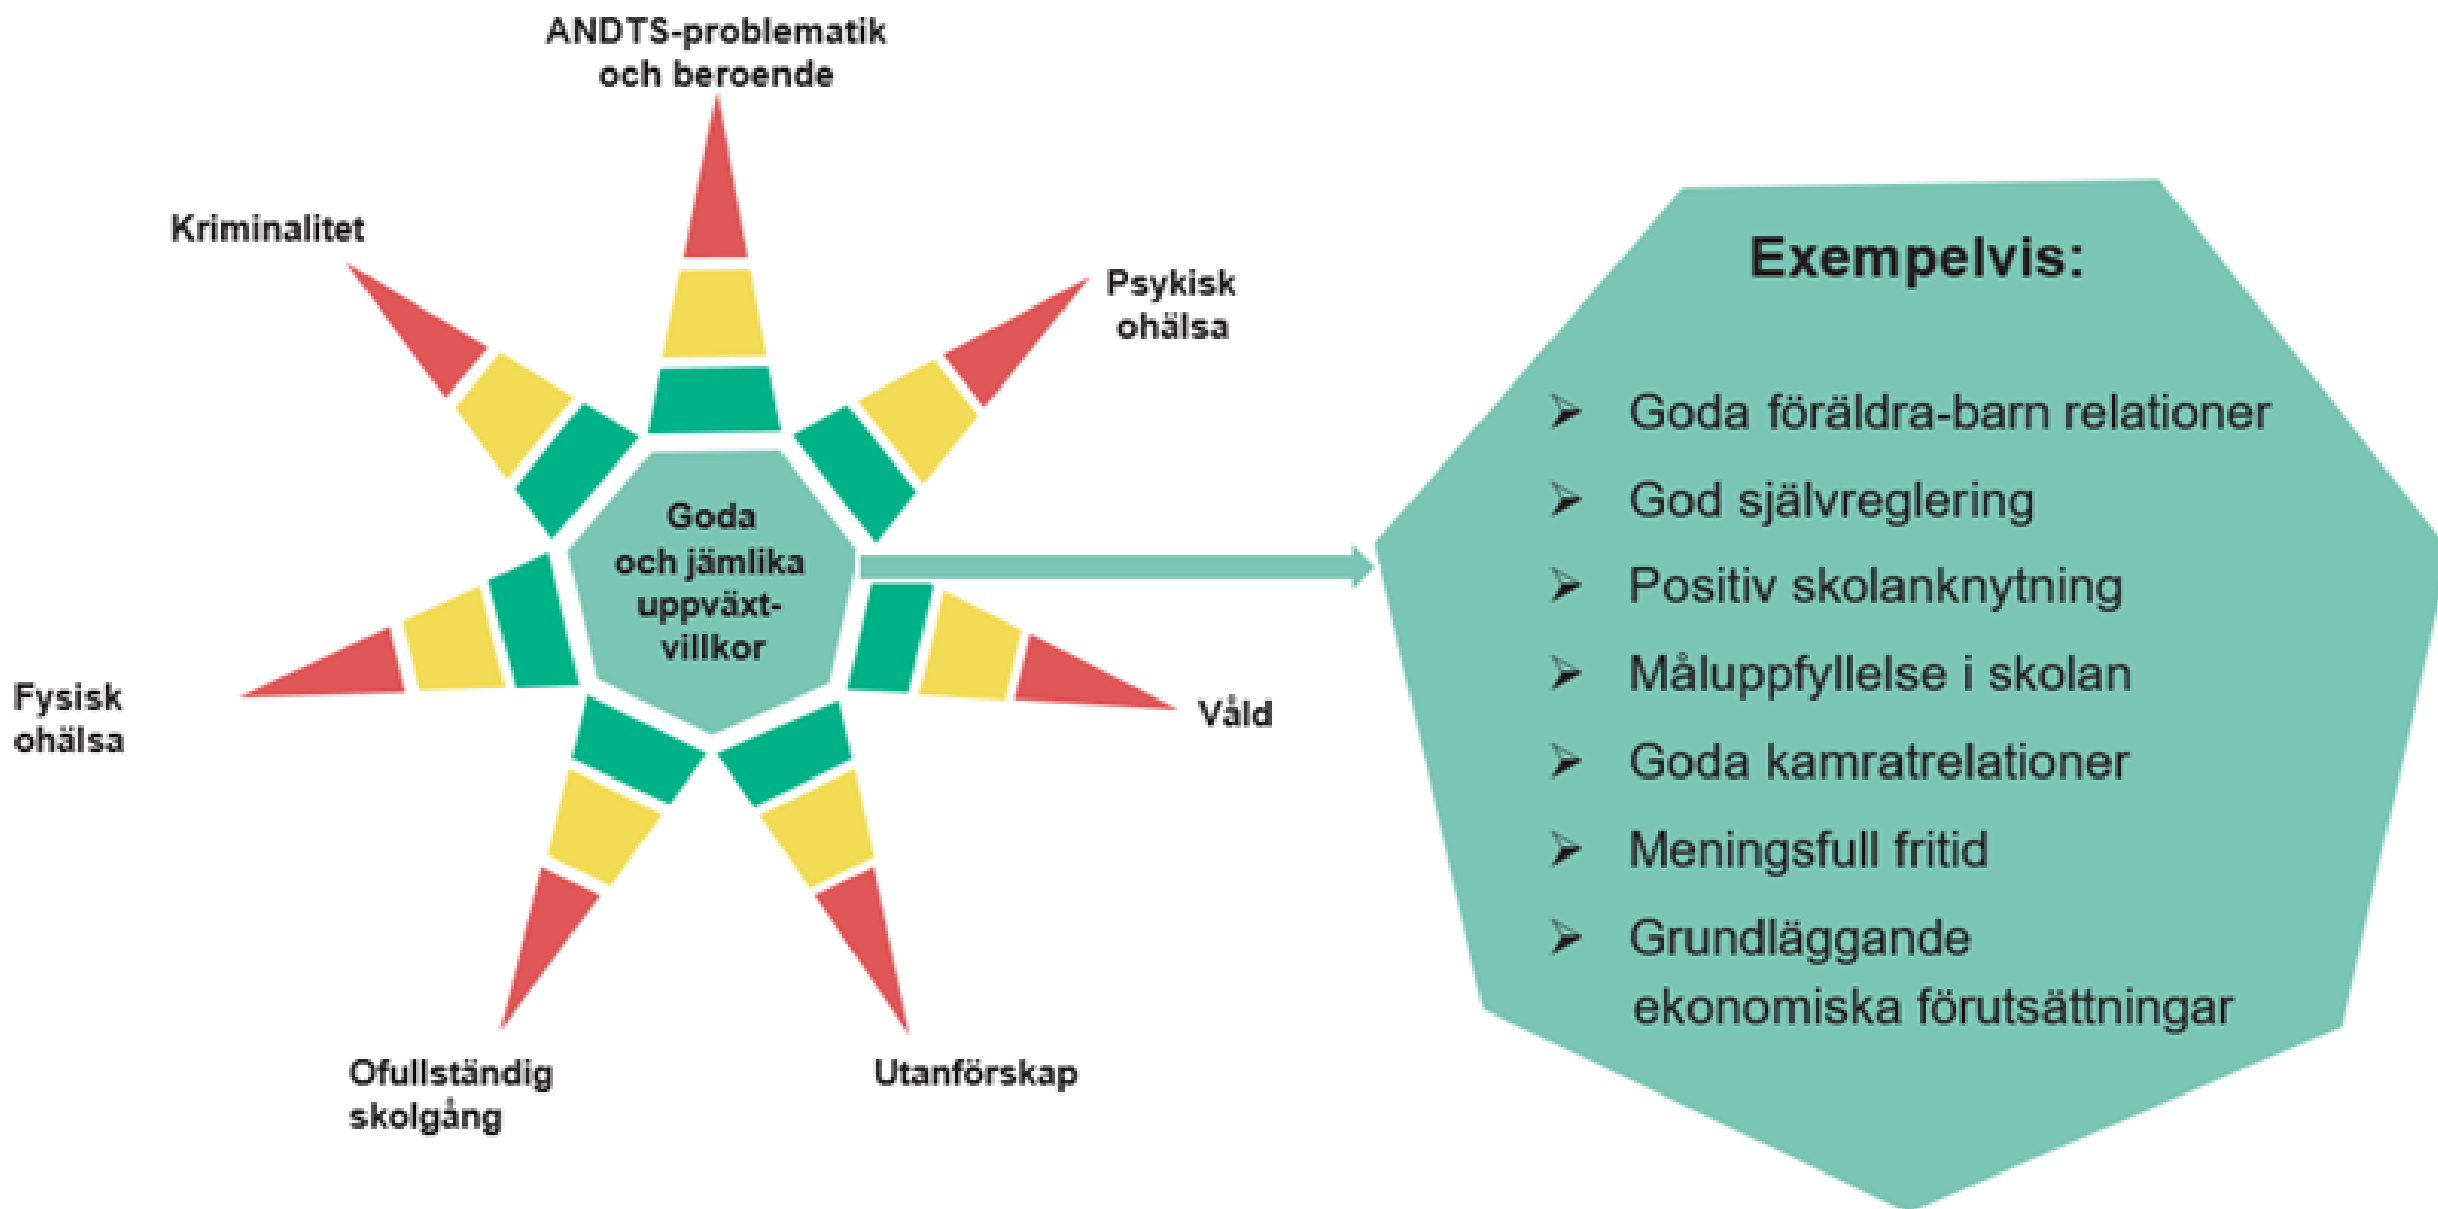 ANDTS-problematik
och beroende
Kriminalitet
Psykisk
ohälsa
Goda
och jämlika
uppväxt-
villkor
Fysisk
ohälsa
Våld
Ofullständig
skolgång
Utanförskap
Exempelvis:
➢ Goda föräldra-barn relationer
➢ God självreglering
➢ Positiv skolanknytning
➢ Måluppfyllelse i skolan
➢ Goda kamratrelationer
➢ Meningsfull fritid
➢ Grundläggande
ekonomiska förutsättningar